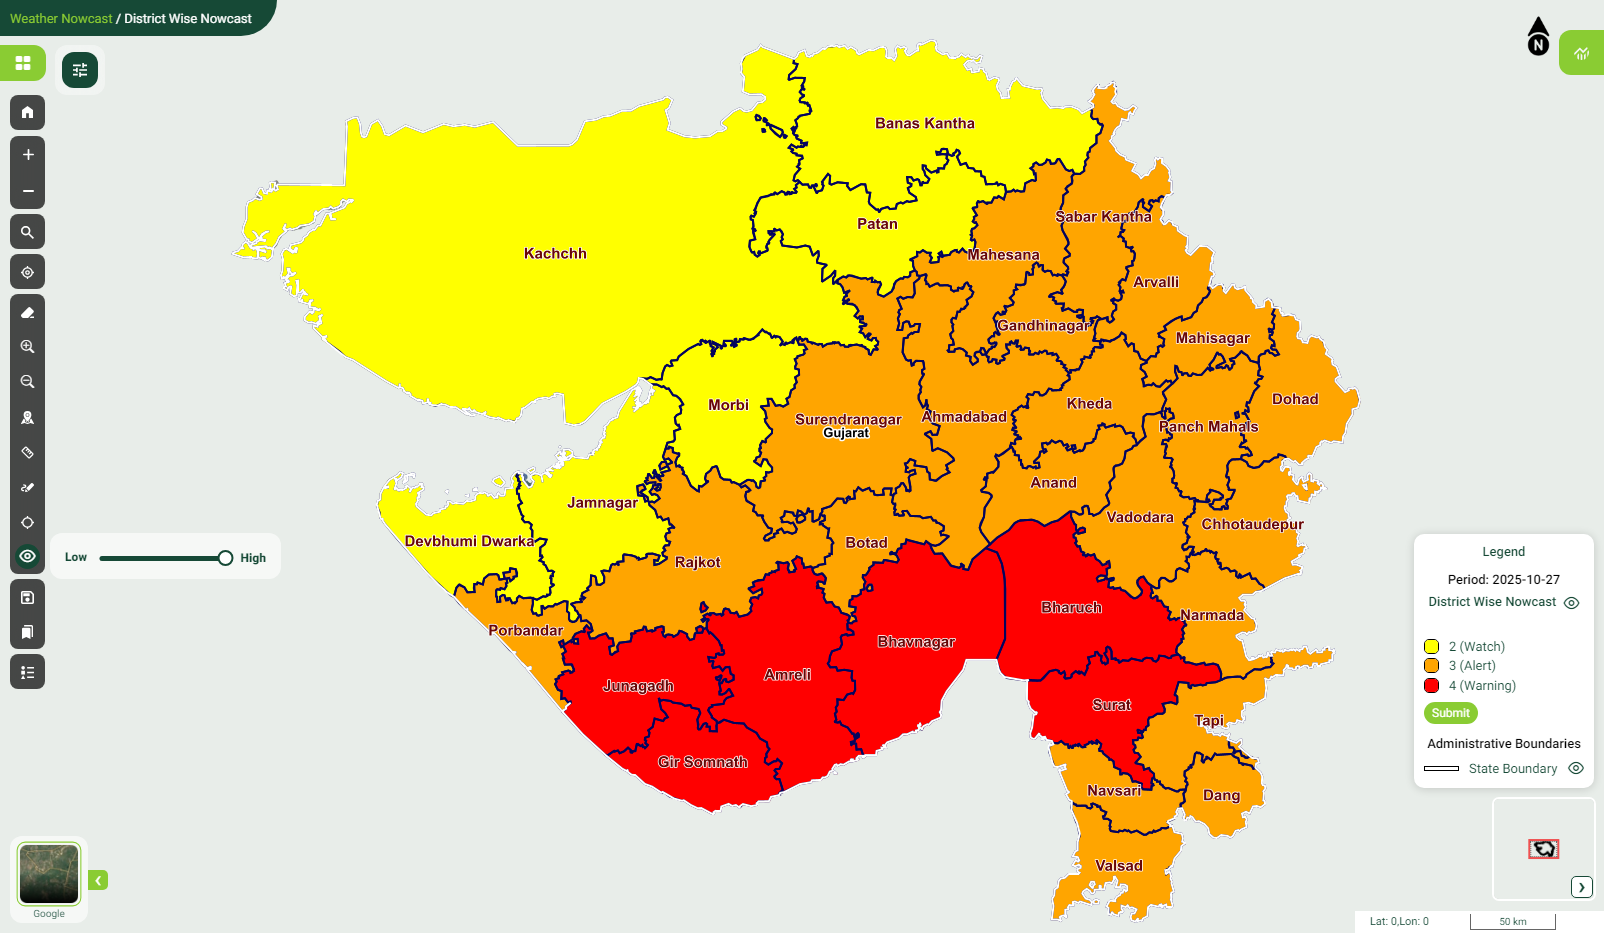 Weather Nowcast / District Wise Nowcast
N
Banas Kantha
Sabar Kantha
Patan
Kachchh
Mahesana
Arvalli
Gandhinagar
Mahisagar
Dohad
Morbi
Kheda
Surendranagar
Ahmadabad
Panch Mahals
Gujarat
Anand
Jamnagar
Vadodara
Chhotaudepur
Devbhumi Dwarka
Botad
Low
High
Rajkot
Bharuch
Narmada
Porbandar
Bhavnagar
Amreli
Junagadh
Surat
Tapi
Gir Somnath
Navsari
Dang
Valsad
Legend
Period: 2025-10-27
District Wise Nowcast
2 (Watch)
3 (Alert)
4 (Warning)
Submit
Administrative Boundaries
State Boundary
Google
Lat: 0,Lon: 0
50 km